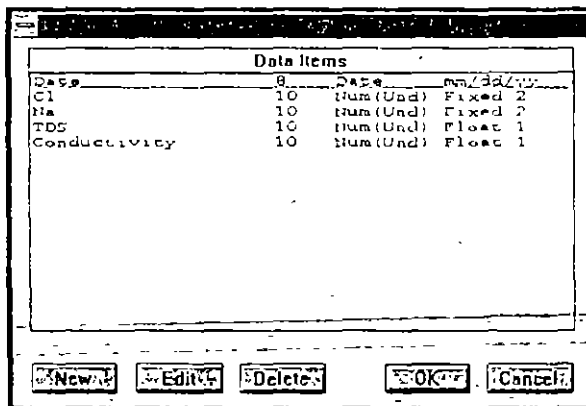 Data Items
Date 8 Date mm/dd/yy
Cl 10 Num(Und) Fixed 2
Na 10 Num(Und) Fixed 2
TDS 10 Num(Und) Float 1
Conductivity 10 Num(Und) Float 1
New Edit Delete OK Cancel